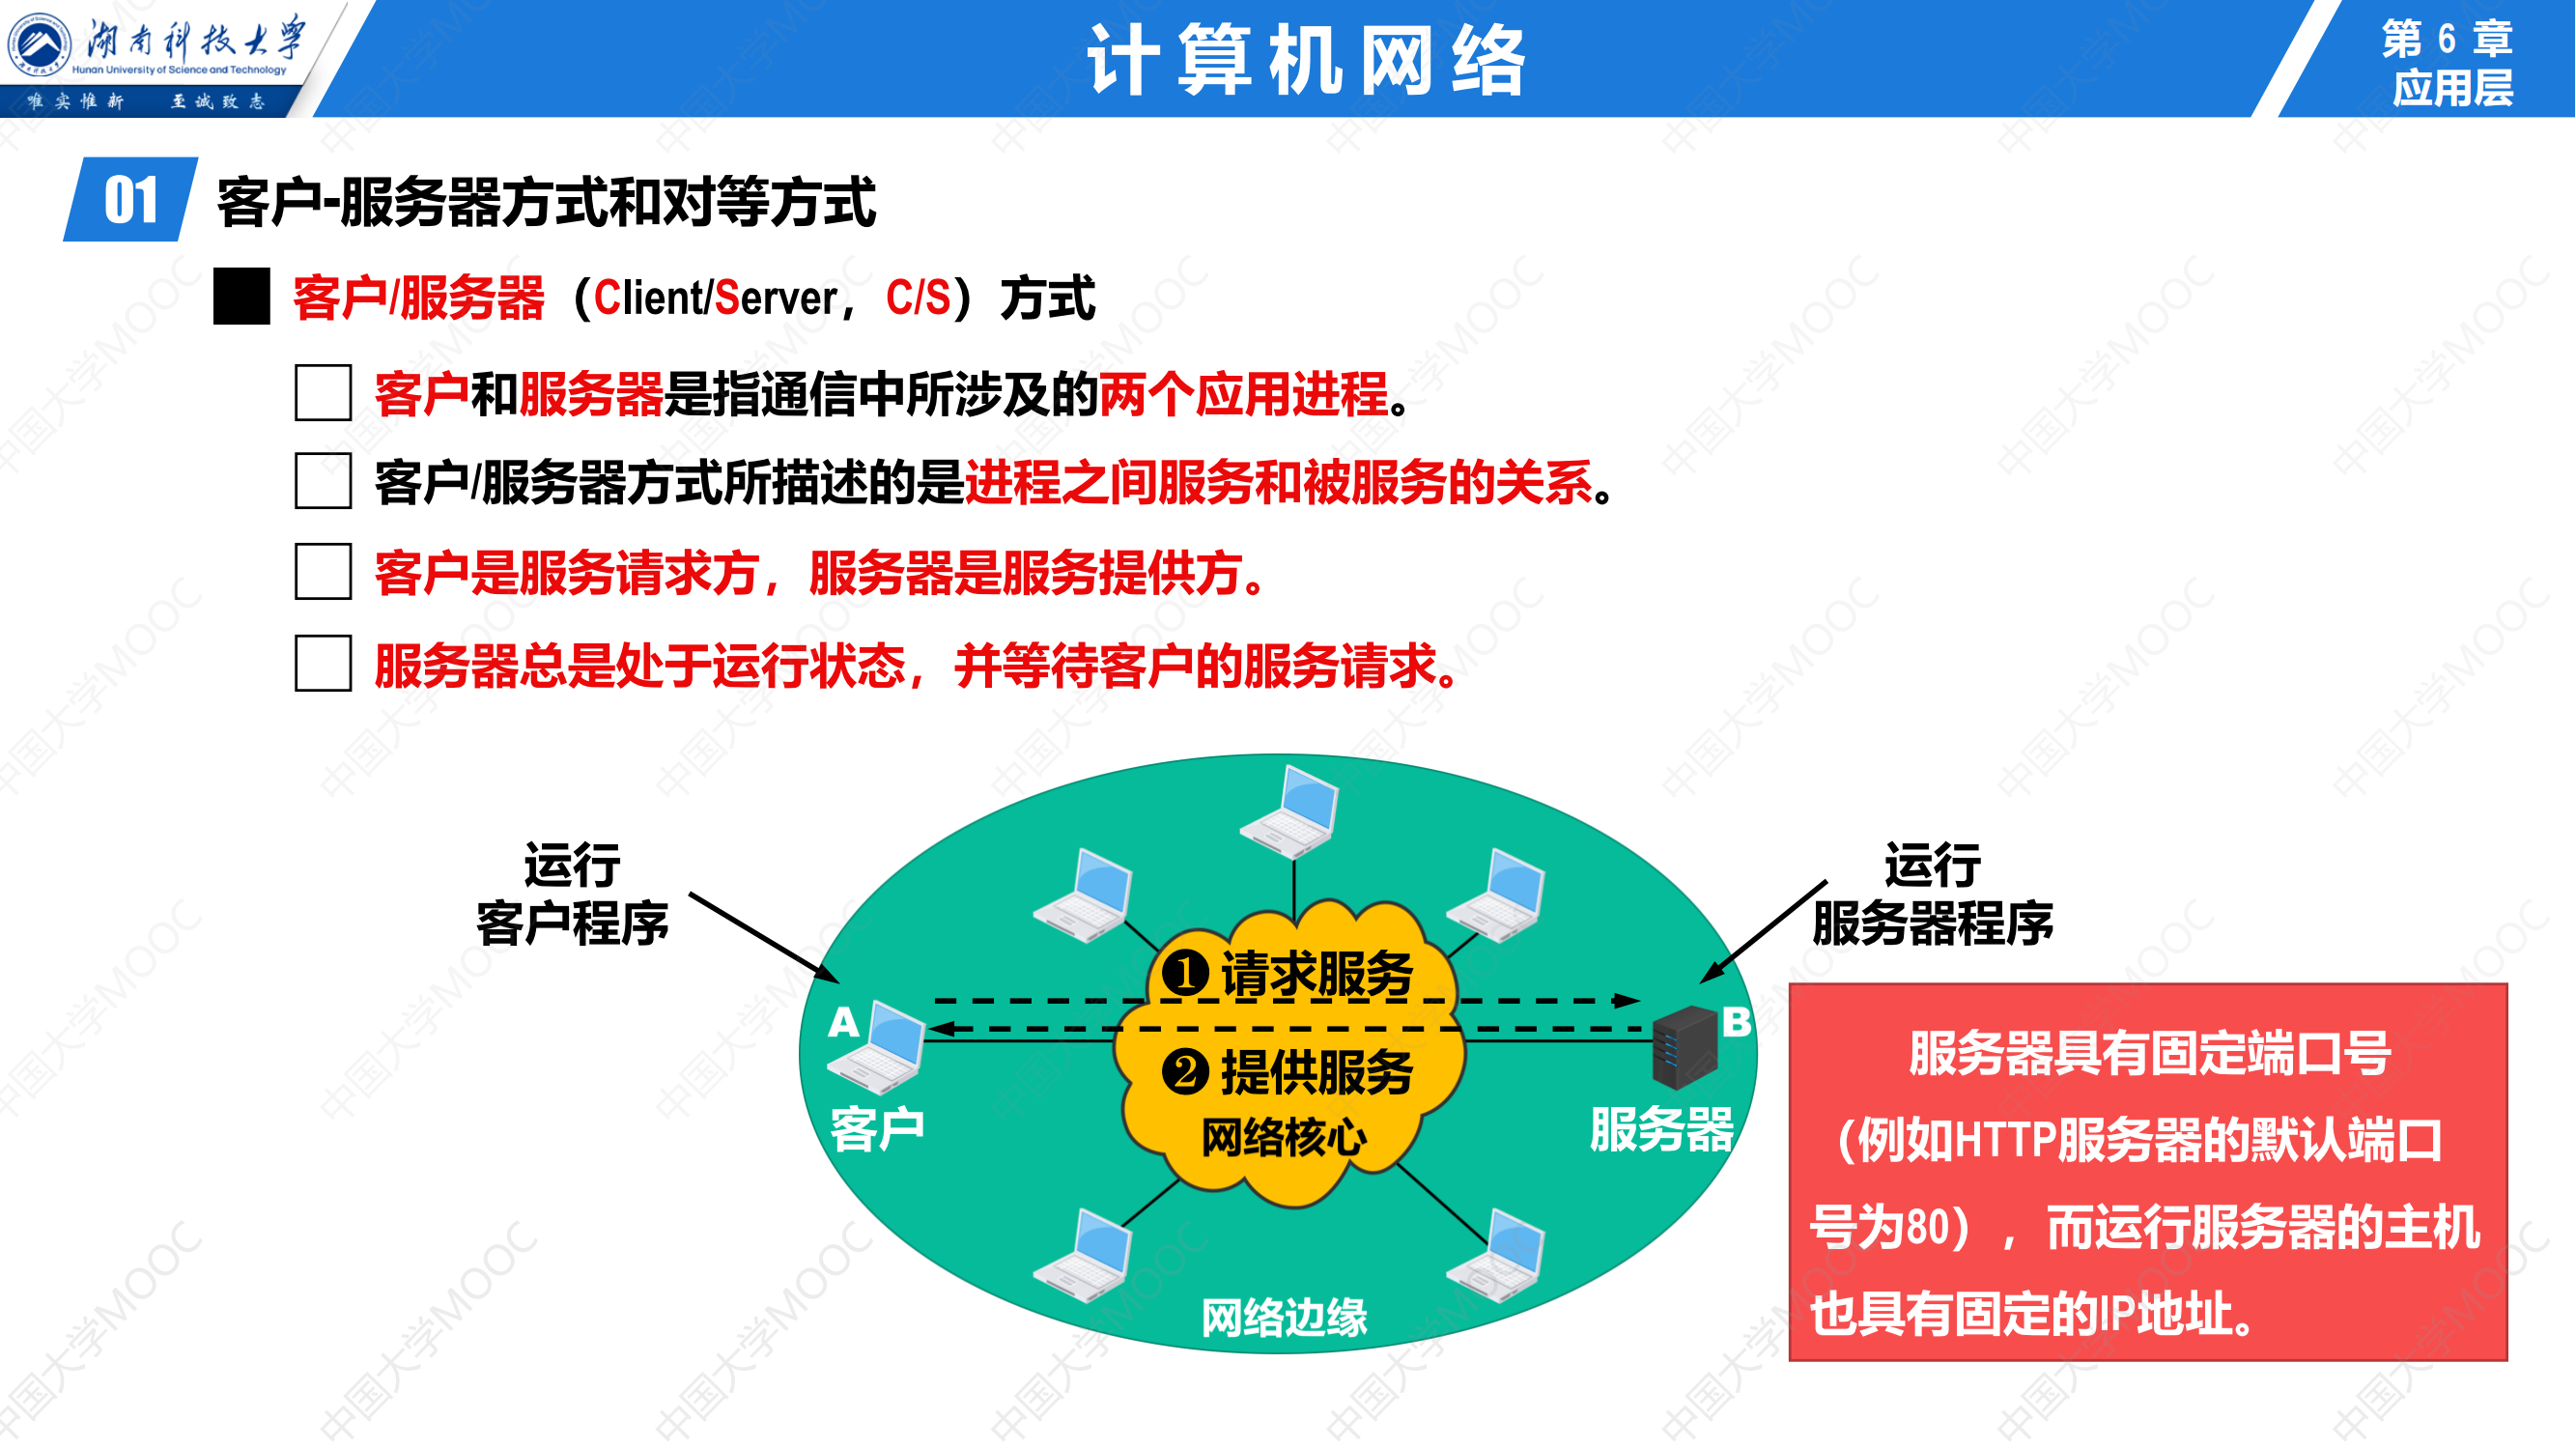 湖南科技大学
Hunan University of Science and Technology
唯实惟新 至诚致志
计算机网络
第 6 章
应用层
01 客户-服务器方式和对等方式
客户/服务器（Client/Server，C/S）方式
客户和服务器是指通信中所涉及的两个应用进程。
客户/服务器方式所描述的是进程之间服务和被服务的关系。
客户是服务请求方，服务器是服务提供方。
服务器总是处于运行状态，并等待客户的服务请求。
运行
客户程序
运行
服务器程序
❶ 请求服务
A
B
❷ 提供服务
客户
服务器
网络核心
网络边缘
服务器具有固定端口号
（例如HTTP服务器的默认端口
号为80），而运行服务器的主机
也具有固定的IP地址。
中国大学MOOC